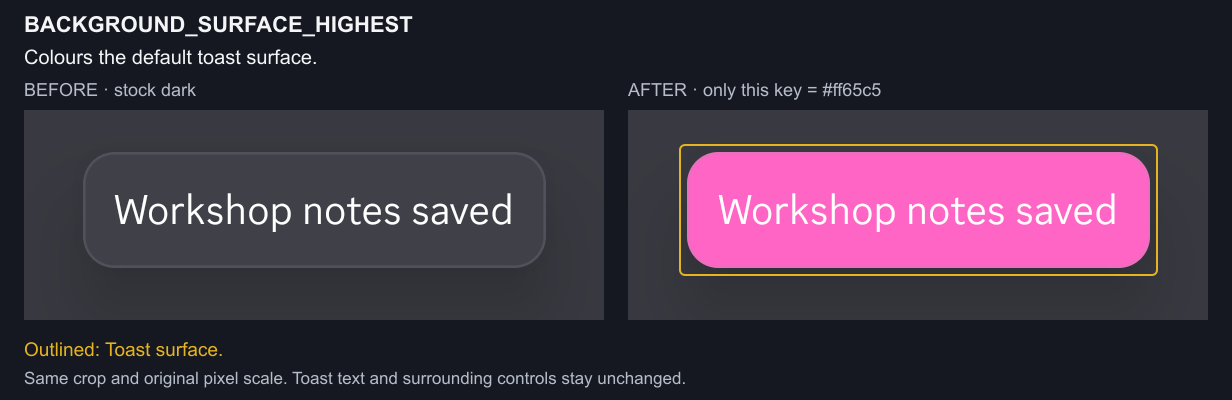 BACKGROUND_SURFACE_HIGHEST
Colours the default toast surface.
BEFORE · stock dark
AFTER · only this key = #ff65c5
Workshop notes saved
Workshop notes saved
Outlined: Toast surface.
Same crop and original pixel scale. Toast text and surrounding controls stay unchanged.